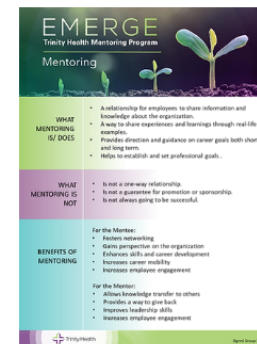 EMERGE
Trinity Health Mentoring Program
Mentoring
WHAT
MENTORING
IS/ DOES
• A relationship for employees to share information and
knowledge about the organization.
• A way to share experiences and learnings through real-life
examples.
• Provides direction and guidance on career goals both short
and long term.
• Helps to establish and set professional goals.
WHAT
MENTORING IS
NOT
• Is not a one-way relationship.
• Is not a guarantee for promotion or sponsorship.
• Is not always going to be successful.
BENEFITS OF
MENTORING
For the Mentee:
• Fosters networking
• Gains perspective on the organization
• Enhances skills and career development
• Increases career mobility
• Increases employee engagement
For the Mentor:
• Allows knowledge transfer to others
• Provides a way to give back
• Improves leadership skills
• Increases employee engagement
Trinity Health